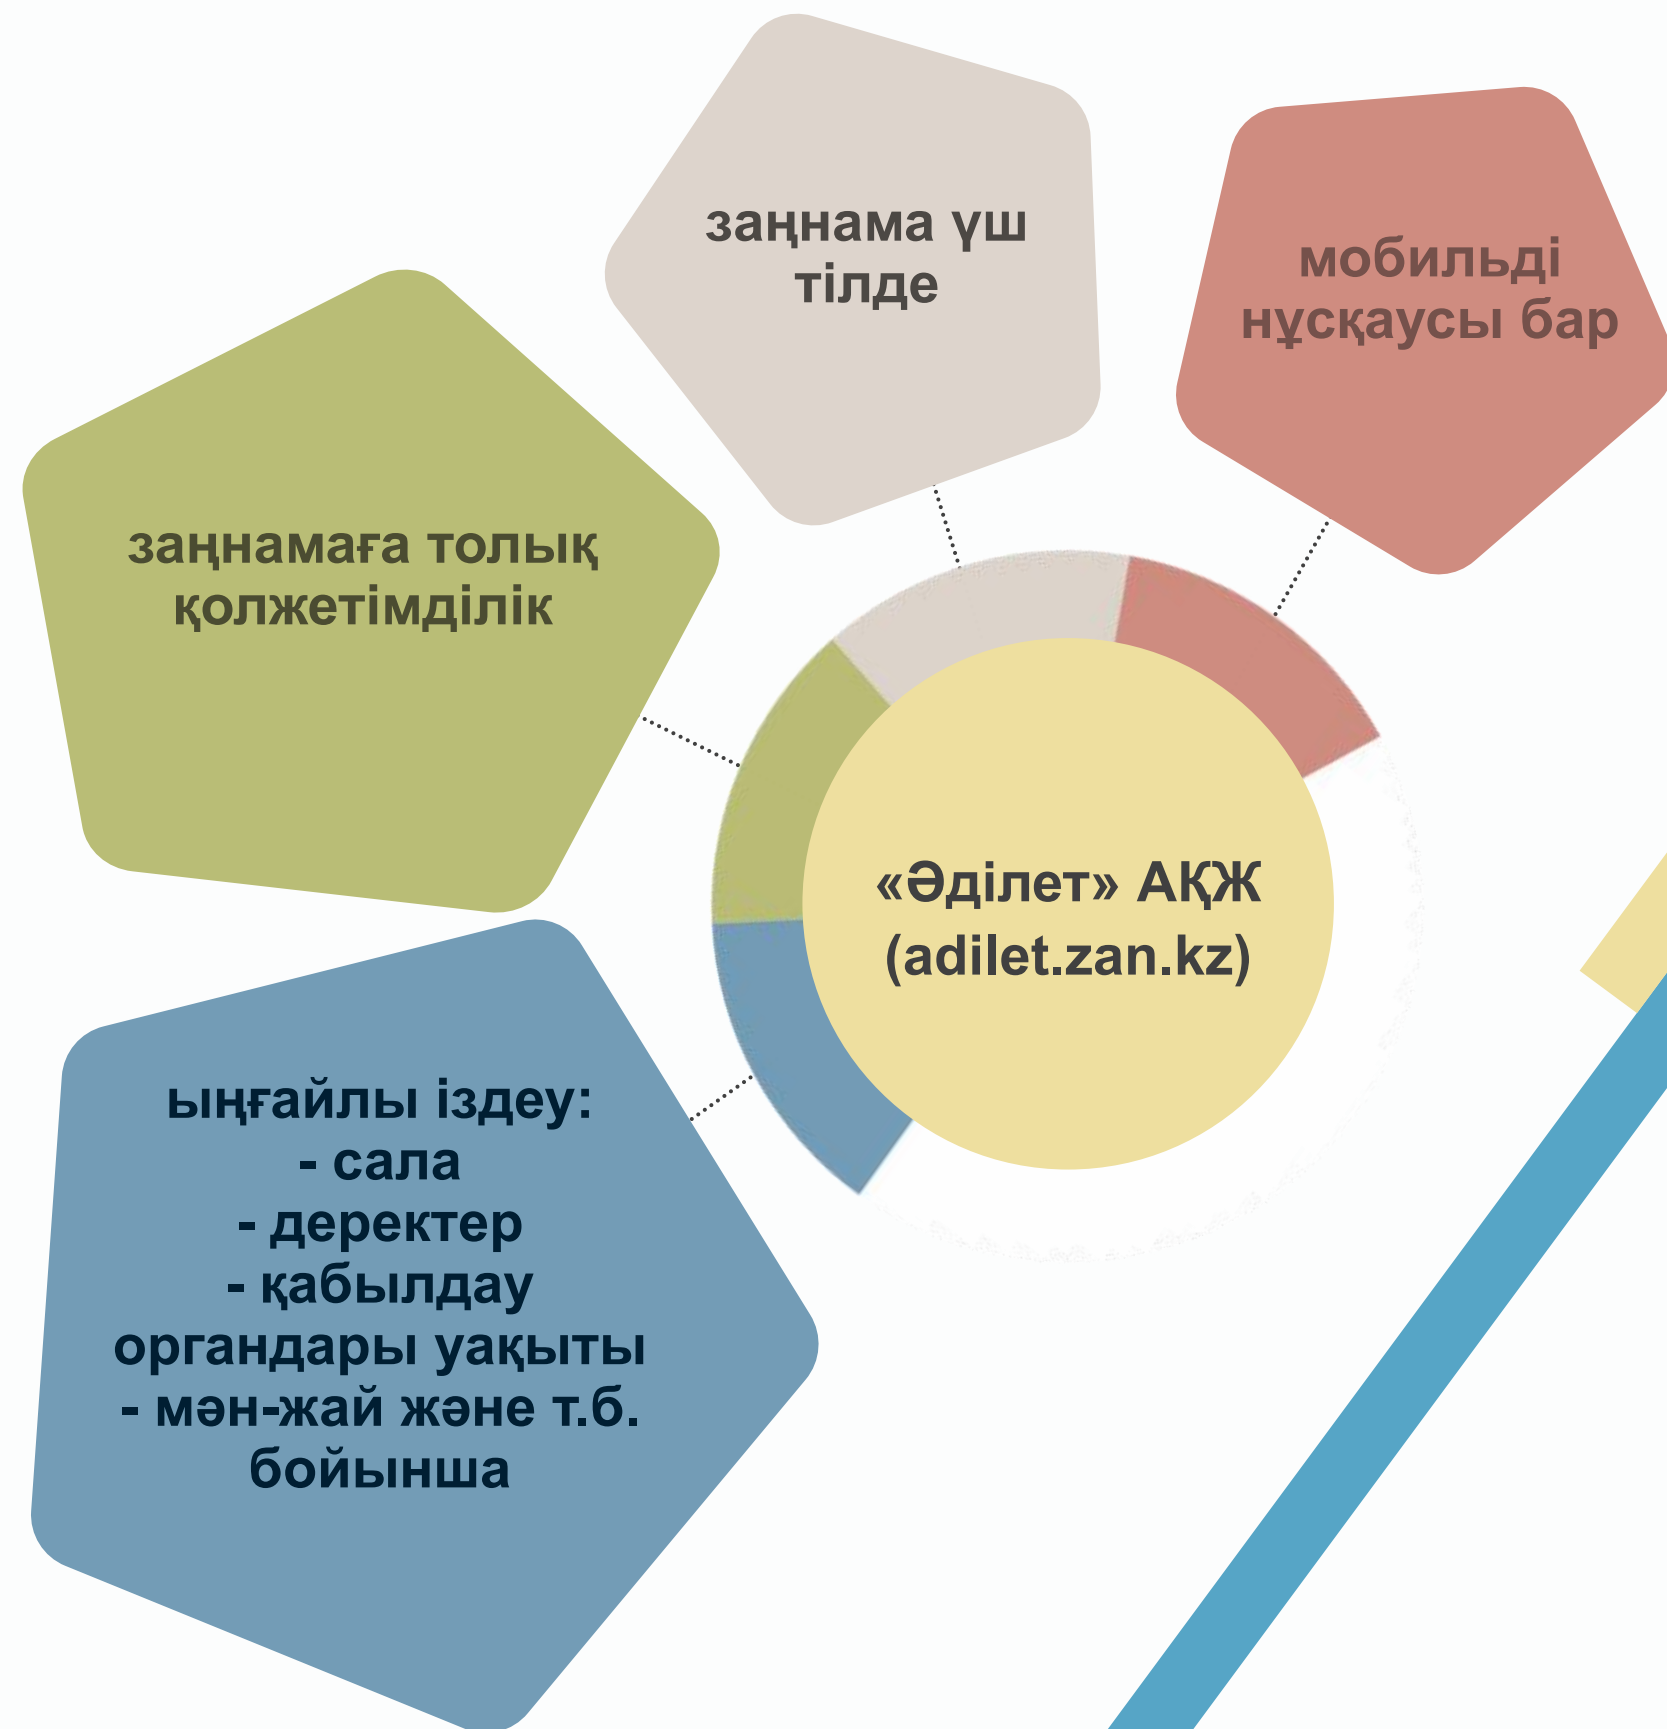 заңнама үш
тілде
мобильді
нұсқаусы бар
заңнамаға толық
қолжетімділік
«Әділет» АҚЖ
(adilet.zan.kz)
ыңғайлы іздеу:
- сала
- деректер
- қабылдау
органдары уақыты
- мән-жай және т.б.
бойынша